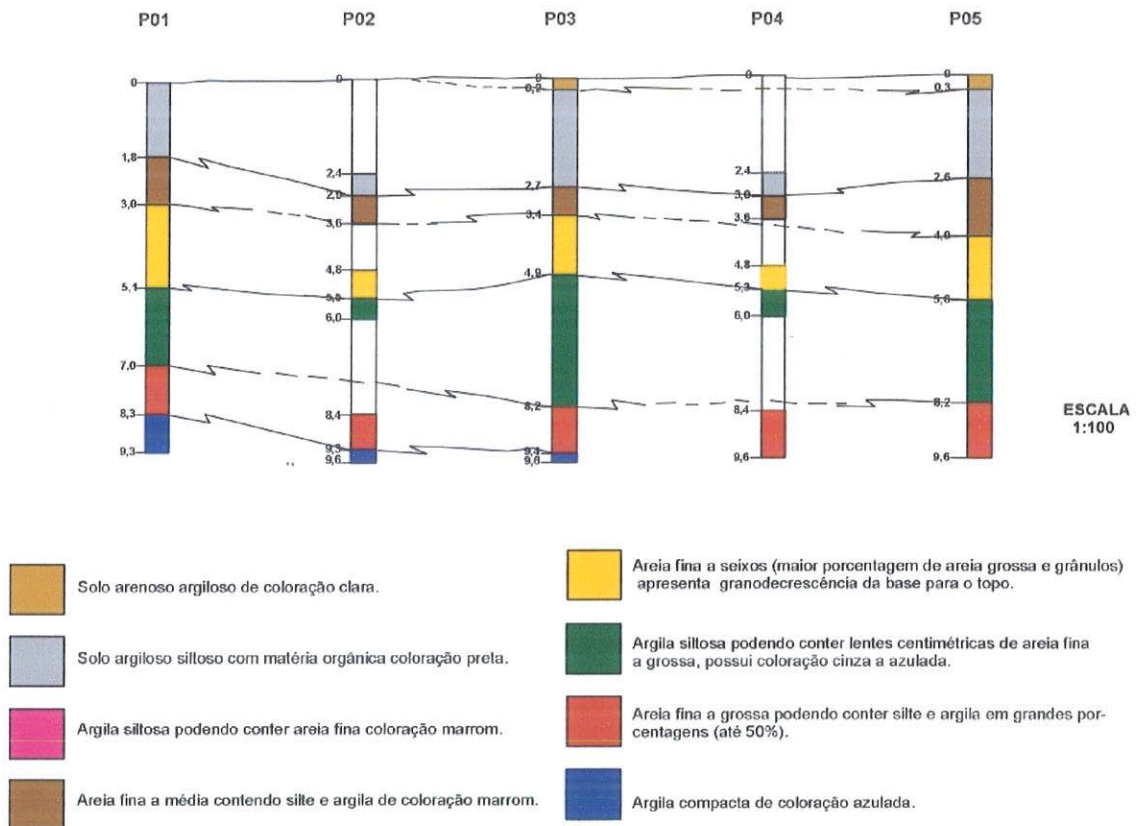 P01
P02
P03
P04
P05
0
1,8
3,0
5,1
7,0
8,3
9,3
0
2,4
3,6
4,8
6,0
8,4
9,3
9,6
0
0,2
2,7
3,4
4,9
8,2
9,4
9,6
0
2,4
3,0
3,6
4,8
6,0
8,4
9,6
0
0,3
2,6
4,0
8,2
9,6
ESCALA
1:100
Solo arenoso argiloso de coloração clara.
Solo argiloso siltoso com matéria orgânica coloração preta.
Argila siltosa podendo conter areia fina coloração marrom.
Areia fina a média contendo silte e argila de coloração marrom.
Areia fina a seixos (maior porcentagem de areia grossa e grânulos)
apresenta granodecrescência da base para o topo.
Argila siltosa podendo conter lentes centimétricas de areia fina
a grossa, possui coloração cinza a azulada.
Areia fina a grossa podendo conter silte e argila em grandes por-
centagens (até 50%).
Argila compacta de coloração azulada.